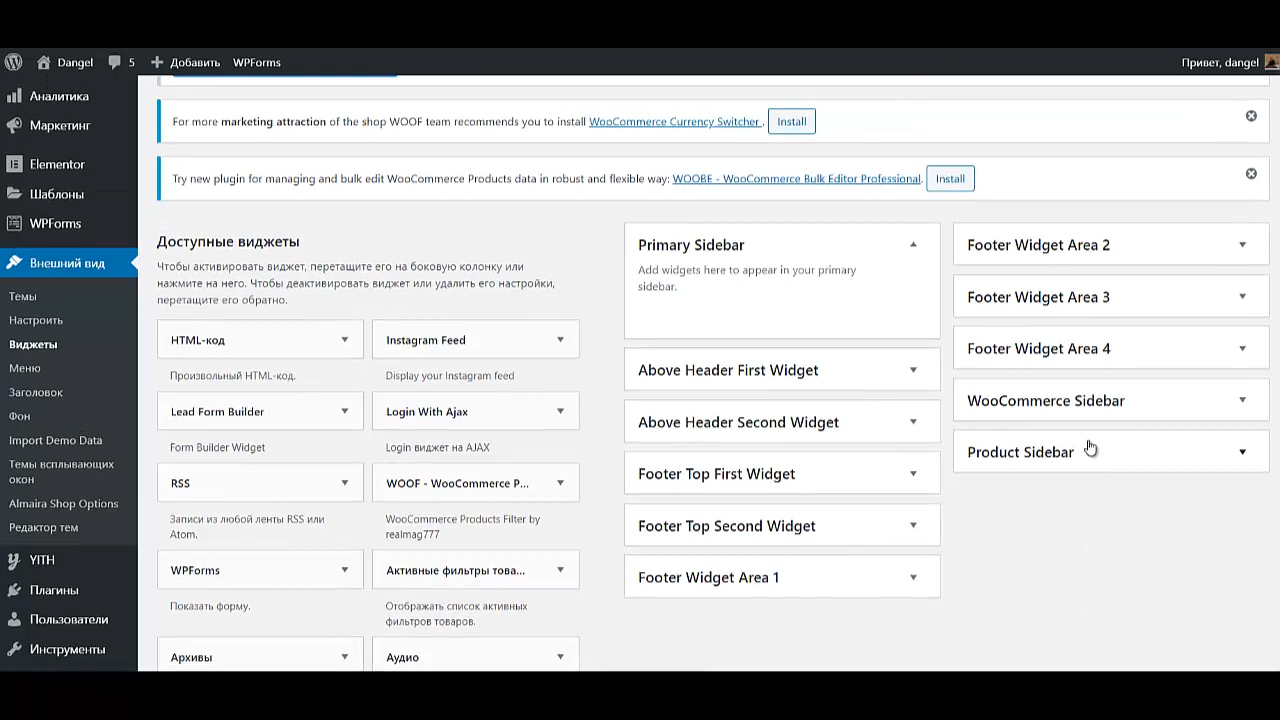 Dangel
5
Добавить
WPForms
Привет, dangel
Аналитика
Маркетинг
Elementor
Шаблоны
WPForms
Внешний вид
Темы
Настроить
Виджеты
Меню
Заголовок
Фон
Import Demo Data
Темы всплывающих
окон
Almaira Shop Options
Редактор тем
YITH
Плагины
Пользователи
Инструменты
For more marketing attraction of the shop WOOF team recommends you to install WooCommerce Currency Switcher . Install
Try new plugin for managing and bulk edit WooCommerce Products data in robust and flexible way: WOOBE - WooCommerce Bulk Editor Professional. Install
Доступные виджеты
Чтобы активировать виджет, перетащите его на боковую колонку или
нажмите на него. Чтобы деактивировать виджет или удалить его настройки,
перетащите его обратно.
HTML-код
Произвольный HTML-код.
Instagram Feed
Display your Instagram feed
Lead Form Builder
Form Builder Widget
Login With Ajax
Login виджет на AJAX
RSS
Записи из любой ленты RSS или
Atom.
WOOF - WooCommerce P...
WooCommerce Products Filter by
realmag777
WPForms
Показать форму.
Активные фильтры това...
Отображать список активных
фильтров товаров.
Архивы
Аудио
Primary Sidebar
Add widgets here to appear in your primary
sidebar.
Above Header First Widget
Above Header Second Widget
Footer Top First Widget
Footer Top Second Widget
Footer Widget Area 1
Footer Widget Area 2
Footer Widget Area 3
Footer Widget Area 4
WooCommerce Sidebar
Product Sidebar